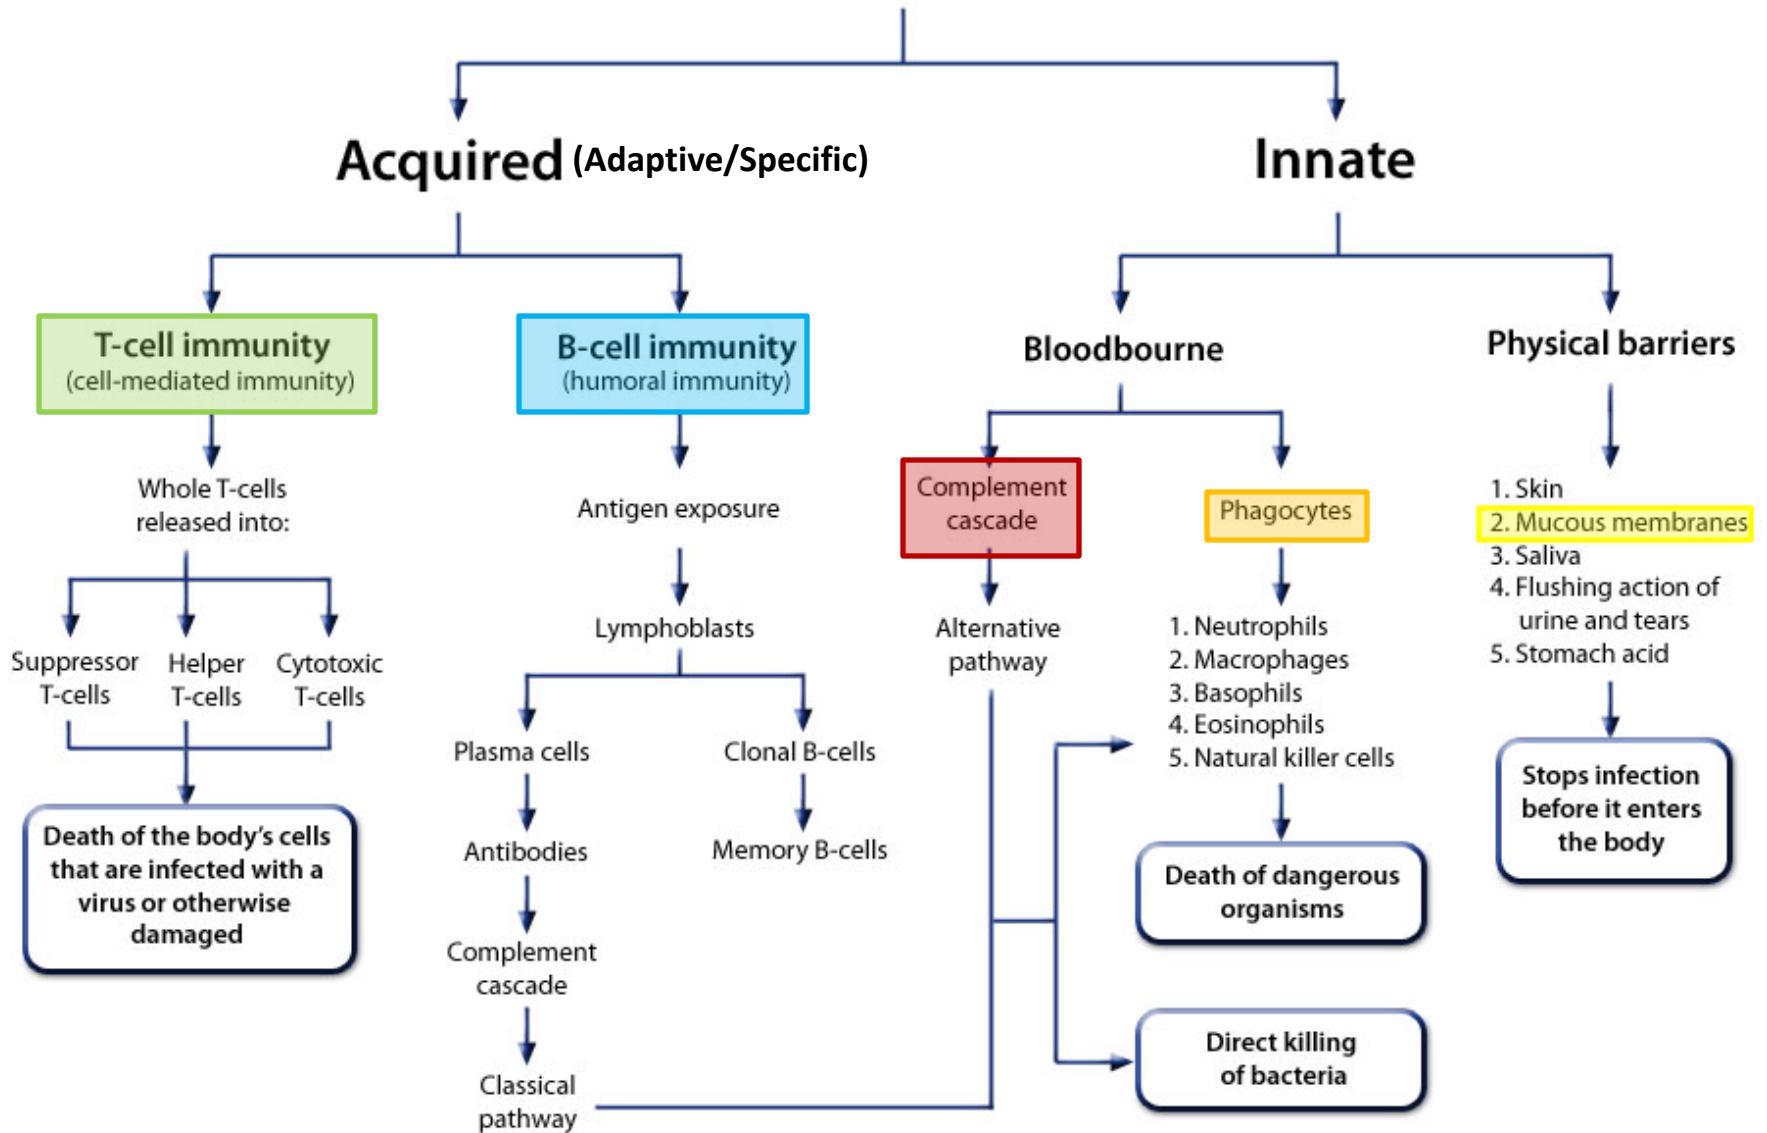 Acquired (Adaptive/Specific)
Innate
T-cell immunity
(cell-mediated immunity)
B-cell immunity
(humoral immunity)
Bloodbourne
Physical barriers
Whole T-cells
released into:
Suppressor
T-cells
Helper
T-cells
Cytotoxic
T-cells
Death of the body's cells
that are infected with a
virus or otherwise
damaged
Antigen exposure
Lymphoblasts
Plasma cells
Clonal B-cells
Antibodies
Memory B-cells
Complement
cascade
Classical
pathway
Complement
cascade
Alternative
pathway
Phagocytes
1. Neutrophils
2. Macrophages
3. Basophils
4. Eosinophils
5. Natural killer cells
Death of dangerous
organisms
Direct killing
of bacteria
1. Skin
2. Mucous membranes
3. Saliva
4. Flushing action of
urine and tears
5. Stomach acid
Stops infection
before it enters
the body